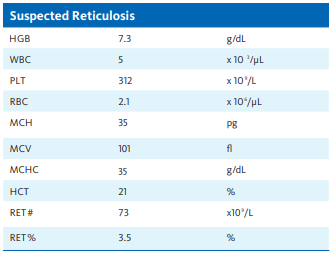 Suspected Reticulosis
HGB 7.3 g/dL
WBC 5 x 10 ³/µL
PLT 312 x 10⁹/L
RBC 2.1 x 10⁶/µL
MCH 35 pg
MCV 101 fl
MCHC 35 g/dL
HCT 21 %
RET# 73 x10⁹/L
RET% 3.5 %